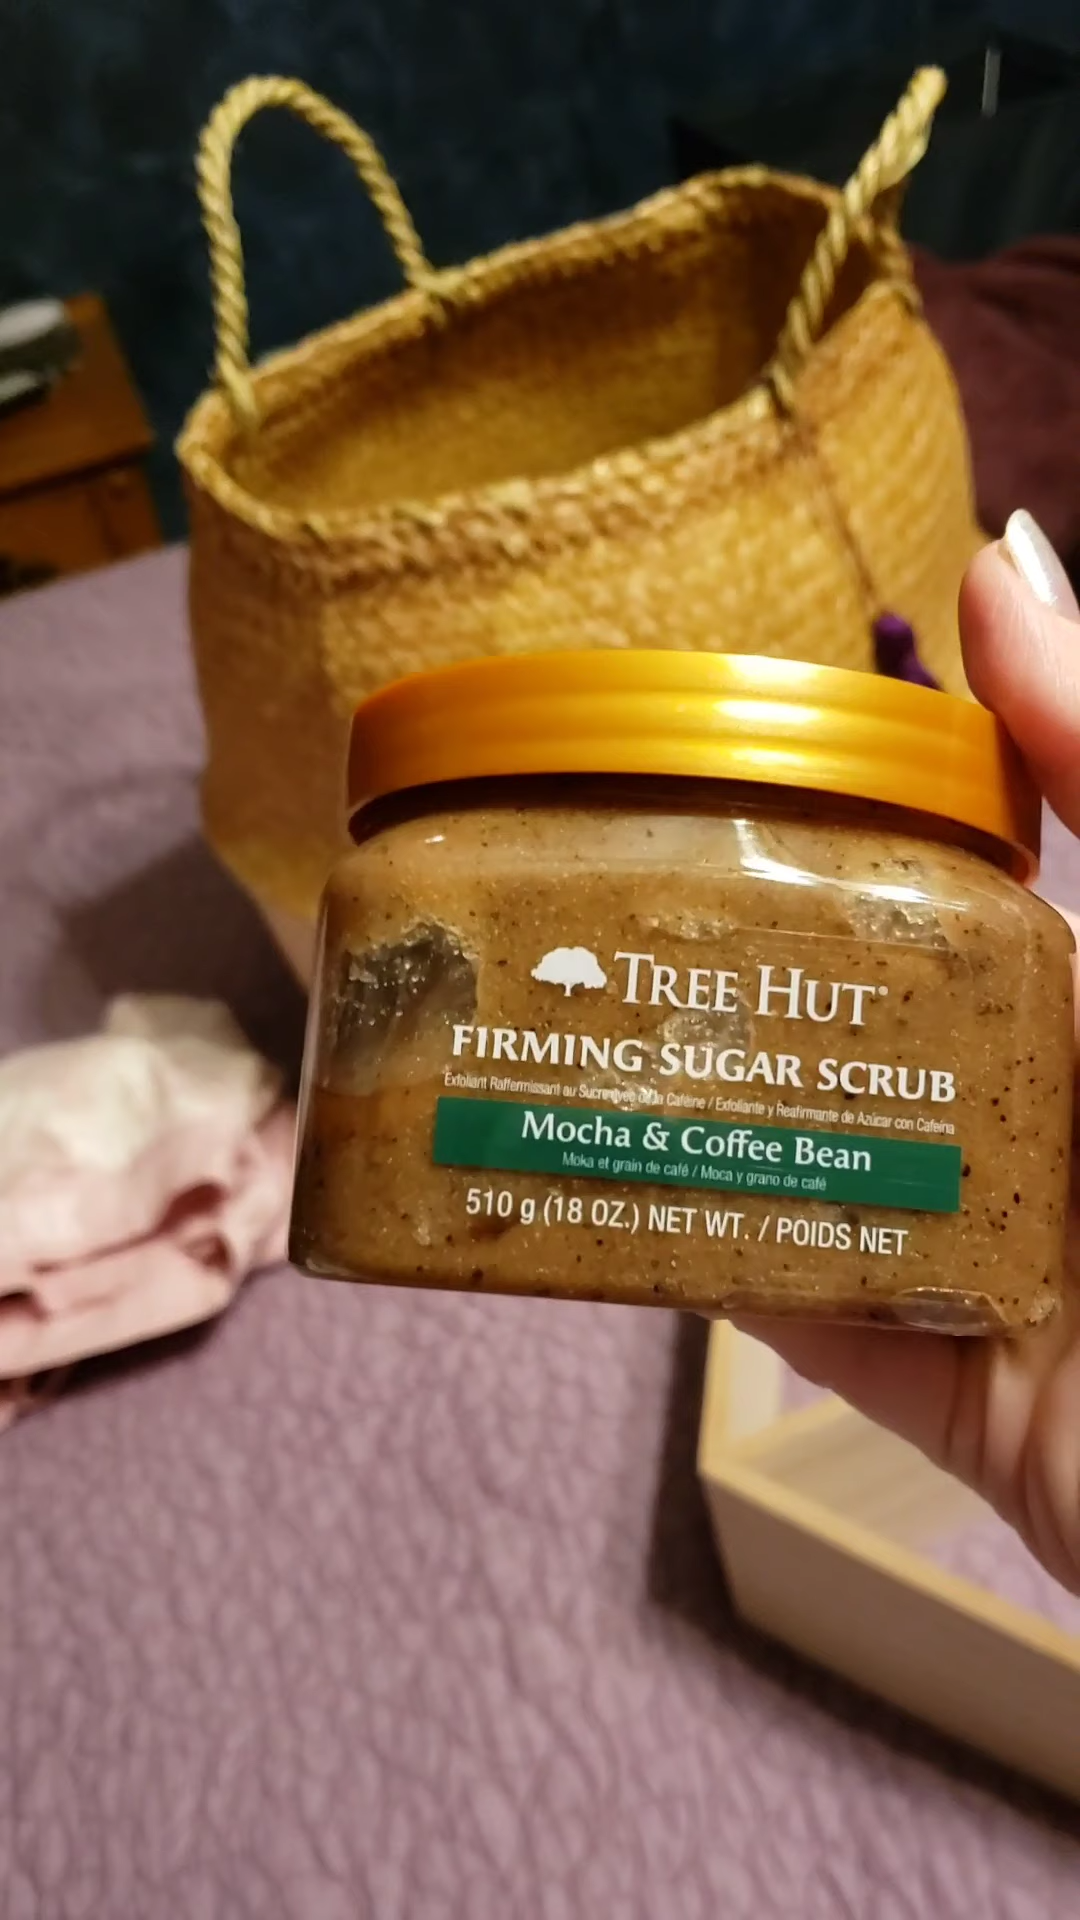 TREE HUT®
FIRMING SUGAR SCRUB
Exfoliant Raffermissant au Sucre avec de la Caféine / Exfoliante y Reafirmante de Azúcar con Cafeína
Mocha & Coffee Bean
Moka et grain de café / Moca y grano de café
510 g (18 OZ.) NET WT. / POIDS NET